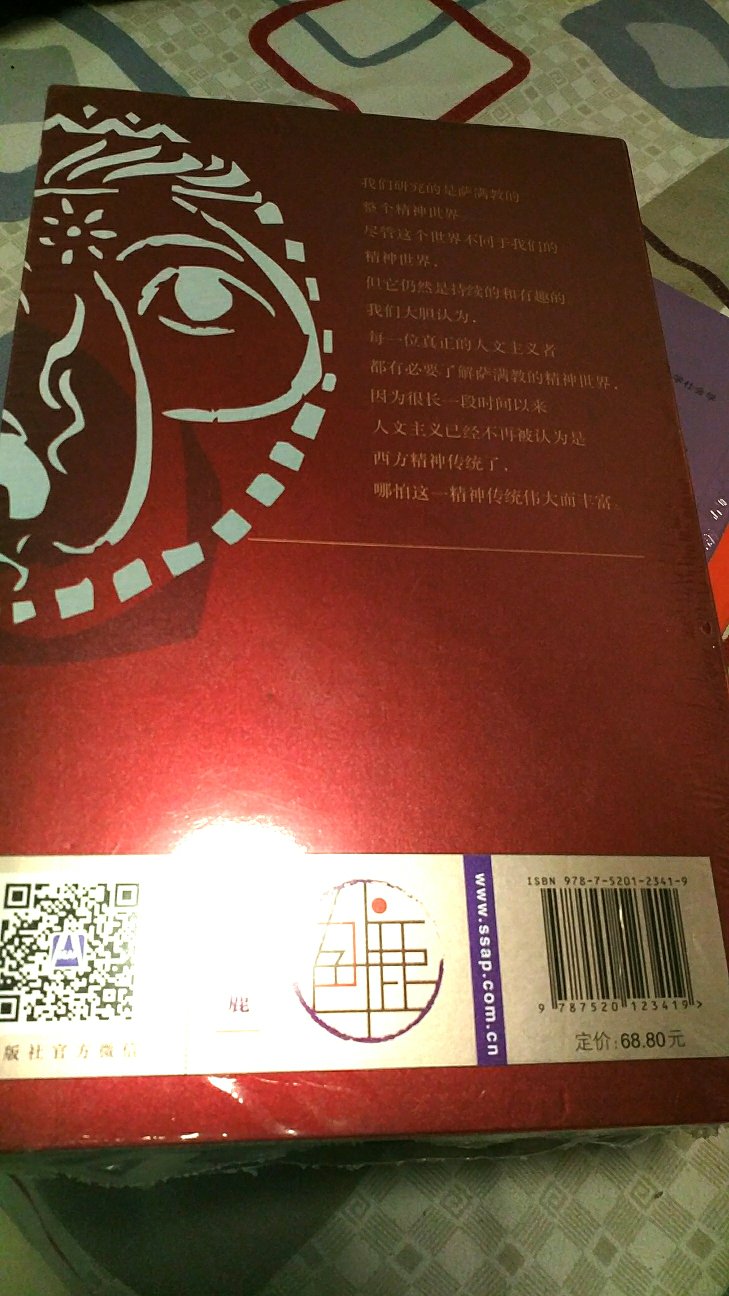 我们研究的是萨满教的
整个精神世界
尽管这个世界不同于我们的
精神世界，
但它仍然是持续的和有趣的
我们大胆认为，
每一位真正的人文主义者
都有必要了解萨满教的精神世界，
因为很长一段时间以来
人文主义已经不再被认为是
西方精神传统了，
哪怕这一精神传统伟大而丰富。
版社官方微信
www.ssap.com.cn
ISBN 978-7-5201-2341-9
9 787520 123419 >
定价:68.80元